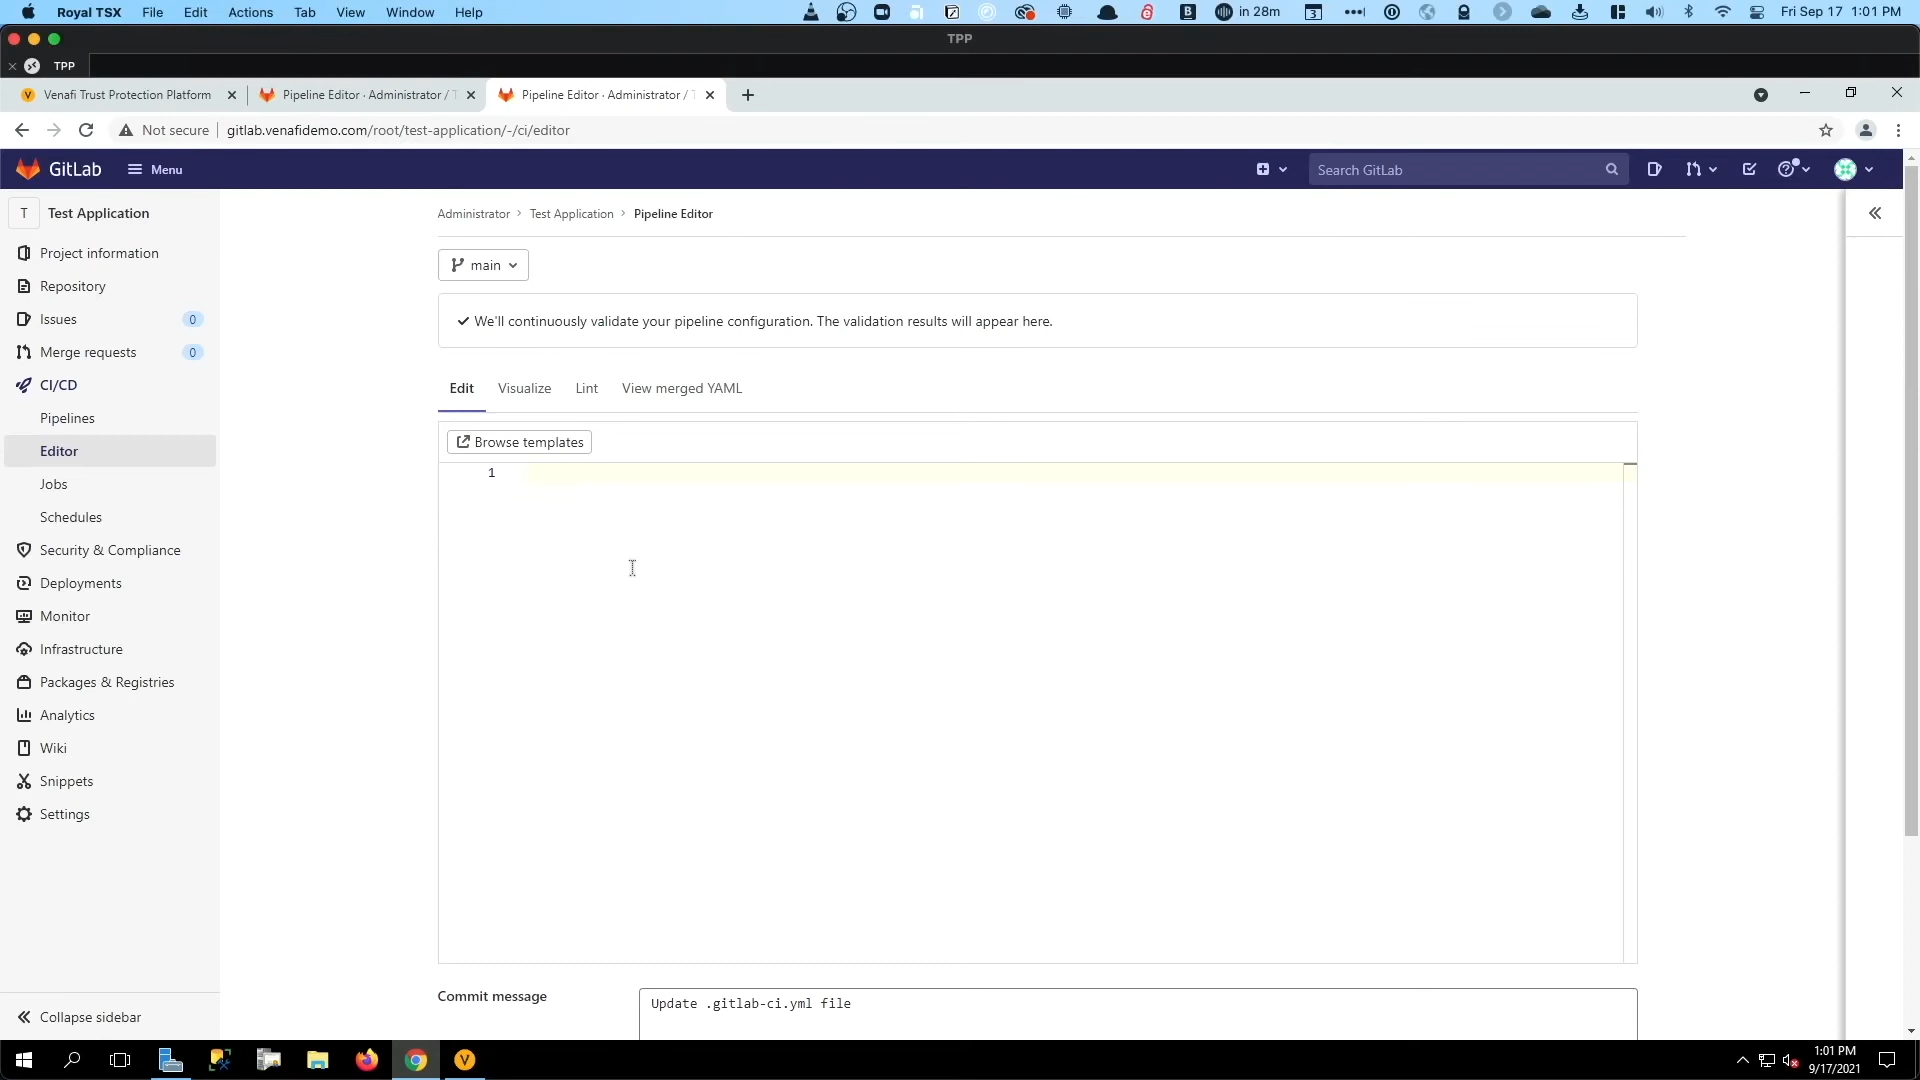 Royal TSX File Edit Actions Tab View Window Help in 28m 3 Fri Sep 17 1:01 PM
TPP
TPP
Venafi Trust Protection Platform Pipeline Editor · Administrator / T Pipeline Editor · Administrator / T
Not secure gitlab.venafidemo.com/root/test-application/-/ci/editor
GitLab Menu Search GitLab
T Test Application
Administrator > Test Application > Pipeline Editor
Project information
main
Repository
Issues 0
We'll continuously validate your pipeline configuration. The validation results will appear here.
Merge requests 0
CI/CD
Edit Visualize Lint View merged YAML
Pipelines
Browse templates
Editor
1
Jobs
Schedules
Security & Compliance
Deployments
Monitor
Infrastructure
Packages & Registries
Analytics
Wiki
Snippets
Settings
Commit message
Update .gitlab-ci.yml file
Collapse sidebar
1:01 PM
9/17/2021